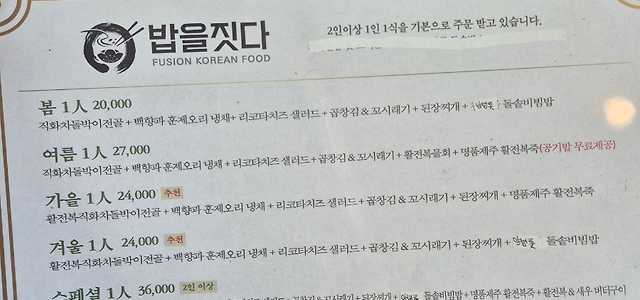 밥을짓다
FUSION KOREAN FOOD
2인이상 1인 1식을 기본으로 주문 받고 있습니다.
봄 1人 20,000
직화차돌박이전골 + 백향과 훈제오리 냉채 + 리코타치즈 샐러드 + 곱창김 & 꼬시래기 + 된장찌개 + 돌솥비빔밥
여름 1人 27,000
직화차돌박이전골 + 백향과 훈제오리 냉채 + 리코타치즈 샐러드 + 곱창김 & 꼬시래기 + 활전복물회 + 명품제주 활전복죽(공기밥 무료제공)
가을 1人 24,000 추천
활전복직화차돌박이전골 + 백향과 훈제오리 냉채 + 리코타치즈 샐러드 + 곱창김 & 꼬시래기 + 된장찌개 + 명품제주 활전복죽
겨울 1人 24,000 추천
활전복직화차돌박이전골 + 백향과 훈제오리 냉채 + 리코타치즈 샐러드 + 곱창김 & 꼬시래기 + 된장찌개 + 돌솥비빔밥
스페셜 1人 36,000 2인 이상
샐러드 + 곱창김 & 꼬시래기 + 된장찌개 + 돌솥비빔밥 + 명품제주 활전복죽 + 활전복 & 새우 버터구이